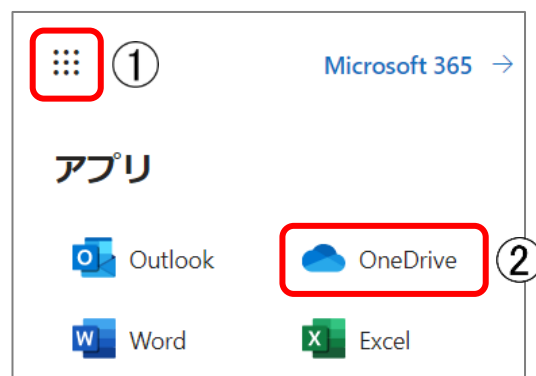 ① Microsoft 365 →
アプリ
Outlook OneDrive ②
Word Excel